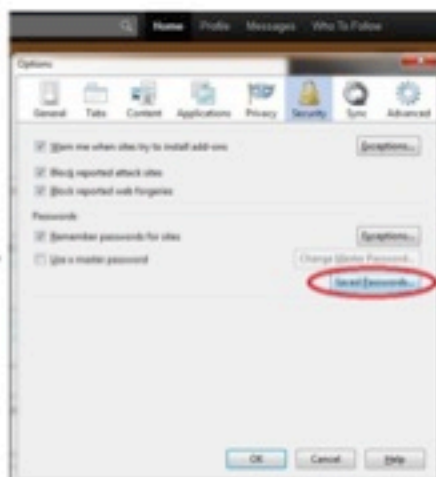 Home Profile Messages Who To Follow
Options
General Tabs Content Applications Privacy Security Sync Advanced
Warn me when sites try to install add-ons Exceptions...
Block reported attack sites
Block reported web forgeries
Passwords
Remember passwords for sites Exceptions...
Use a master password Change Master Password...
Saved Passwords...
OK Cancel Help